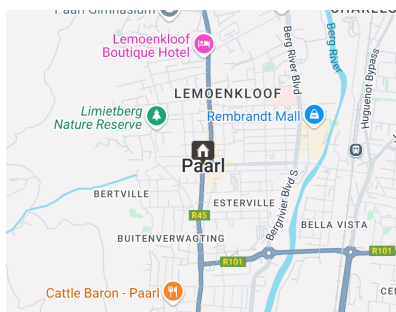 Paarl Gimnasium
Lemoenkloof
Boutique Hotel
Berg River Blvd
Berg River
Huguenot Bypass
LEMOENKLOOF
Limietberg
Nature Reserve
Rembrandt Mall
Paarl
BERTVILLE
ESTERVILLE
R45
Bergrivier Blvd S
BELLA VISTA
BUITENVERWAGTING
R101
R101
Cattle Baron - Paarl